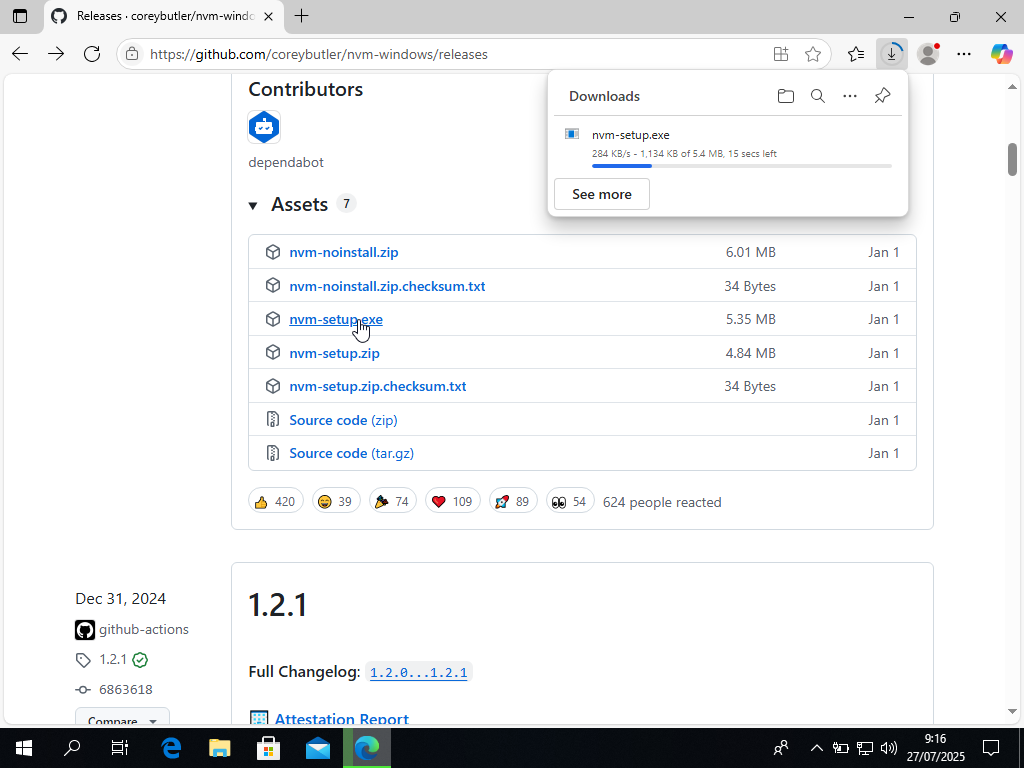 Releases · coreybutler/nvm-windo
https://github.com/coreybutler/nvm-windows/releases
Downloads
nvm-setup.exe
284 KB/s - 1,134 KB of 5.4 MB, 15 secs left
See more
Contributors
dependabot
Assets 7
nvm-noinstall.zip 6.01 MB Jan 1
nvm-noinstall.zip.checksum.txt 34 Bytes Jan 1
nvm-setup.exe 5.35 MB Jan 1
nvm-setup.zip 4.84 MB Jan 1
nvm-setup.zip.checksum.txt 34 Bytes Jan 1
Source code (zip) Jan 1
Source code (tar.gz) Jan 1
420 39 74 109 89 54 624 people reacted
Dec 31, 2024
github-actions
1.2.1
6863618
Compare
1.2.1
Full Changelog: 1.2.0...1.2.1
Attestation Report
9:16
27/07/2025